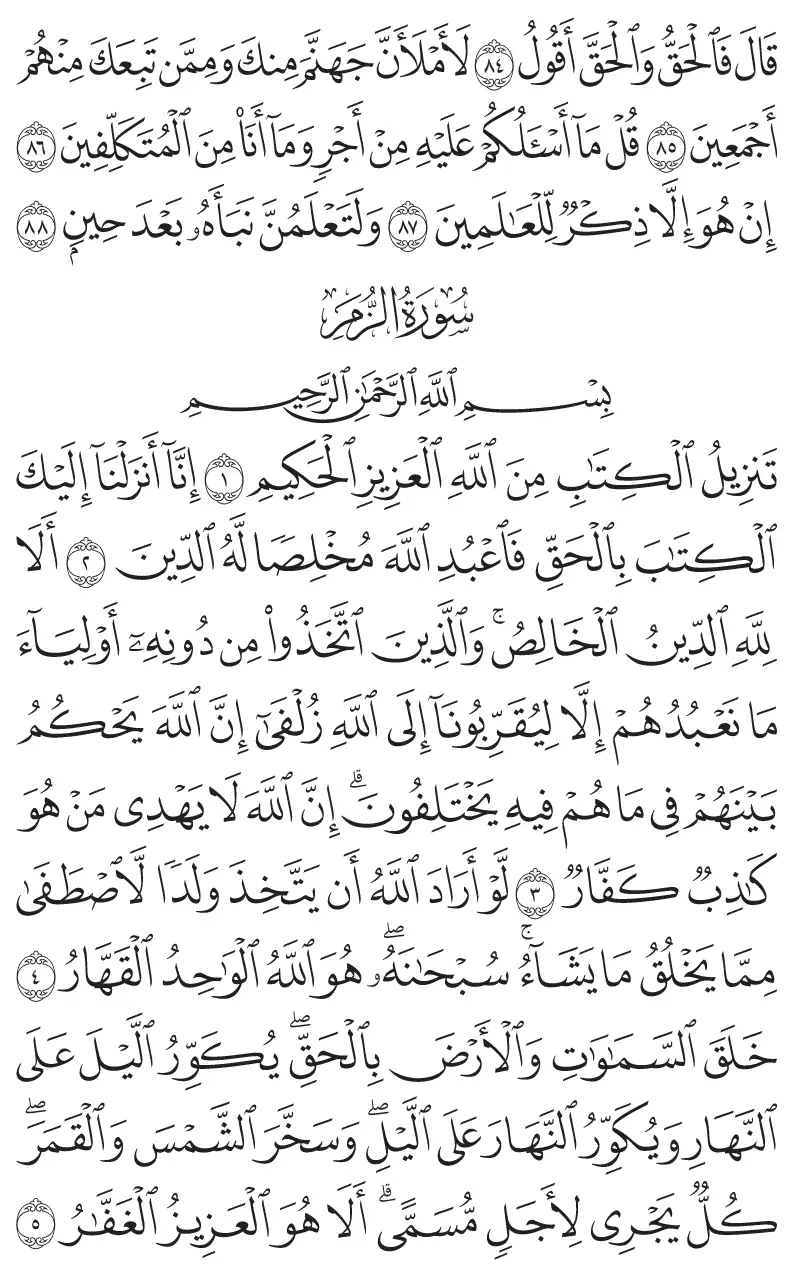 قَالَ فَٱلْحَقُّ وَٱلْحَقَّ أَقُولُ ٨٤ لَأَمْلَأَنَّ جَهَنَّمَ مِنكَ وَمِمَّن تَبِعَكَ مِنْهُمْ
أَجْمَعِينَ ٨٥ قُلْ مَآ أَسْـَٔلُكُمْ عَلَيْهِ مِنْ أَجْرٍ وَمَآ أَنَا۠ مِنَ ٱلْمُتَكَلِّفِينَ ٨٦
إِنْ هُوَ إِلَّا ذِكْرٌ لِّلْعَـٰلَمِينَ ٨٧ وَلَتَعْلَمُنَّ نَبَأَهُۥ بَعْدَ حِينٍۭ ٨٨
سُورَةُ الزُّمَرِ
بِسْمِ ٱللَّهِ ٱلرَّحْمَـٰنِ ٱلرَّحِيمِ
تَنزِيلُ ٱلْكِتَـٰبِ مِنَ ٱللَّهِ ٱلْعَزِيزِ ٱلْحَكِيمِ ١ إِنَّآ أَنزَلْنَآ إِلَيْكَ
ٱلْكِتَـٰبَ بِٱلْحَقِّ فَٱعْبُدِ ٱللَّهَ مُخْلِصًا لَّهُ ٱلدِّينَ ٢ أَلَا
لِلَّهِ ٱلدِّينُ ٱلْخَالِصُ ۚ وَٱلَّذِينَ ٱتَّخَذُوا۟ مِن دُونِهِۦٓ أَوْلِيَآءَ
مَا نَعْبُدُهُمْ إِلَّا لِيُقَرِّبُونَآ إِلَى ٱللَّهِ زُلْفَىٰٓ إِنَّ ٱللَّهَ يَحْكُمُ
بَيْنَهُمْ فِى مَا هُمْ فِيهِ يَخْتَلِفُونَ ۗ إِنَّ ٱللَّهَ لَا يَهْدِى مَنْ هُوَ
كَـٰذِبٌ كَفَّارٌ ٣ لَّوْ أَرَادَ ٱللَّهُ أَن يَتَّخِذَ وَلَدًا لَّٱصْطَفَىٰ
مِمَّا يَخْلُقُ مَا يَشَآءُ ۚ سُبْحَـٰنَهُۥ ۖ هُوَ ٱللَّهُ ٱلْوَٰحِدُ ٱلْقَهَّارُ ٤
خَلَقَ ٱلسَّمَـٰوَٰتِ وَٱلْأَرْضَ بِٱلْحَقِّ ۖ يُكَوِّرُ ٱلَّيْلَ عَلَى
ٱلنَّهَارِ وَيُكَوِّرُ ٱلنَّهَارَ عَلَى ٱلَّيْلِ ۖ وَسَخَّرَ ٱلشَّمْسَ وَٱلْقَمَرَ ۖ
كُلٌّ يَجْرِى لِأَجَلٍ مُّسَمًّى ۗ أَلَا هُوَ ٱلْعَزِيزُ ٱلْغَفَّـٰرُ ٥